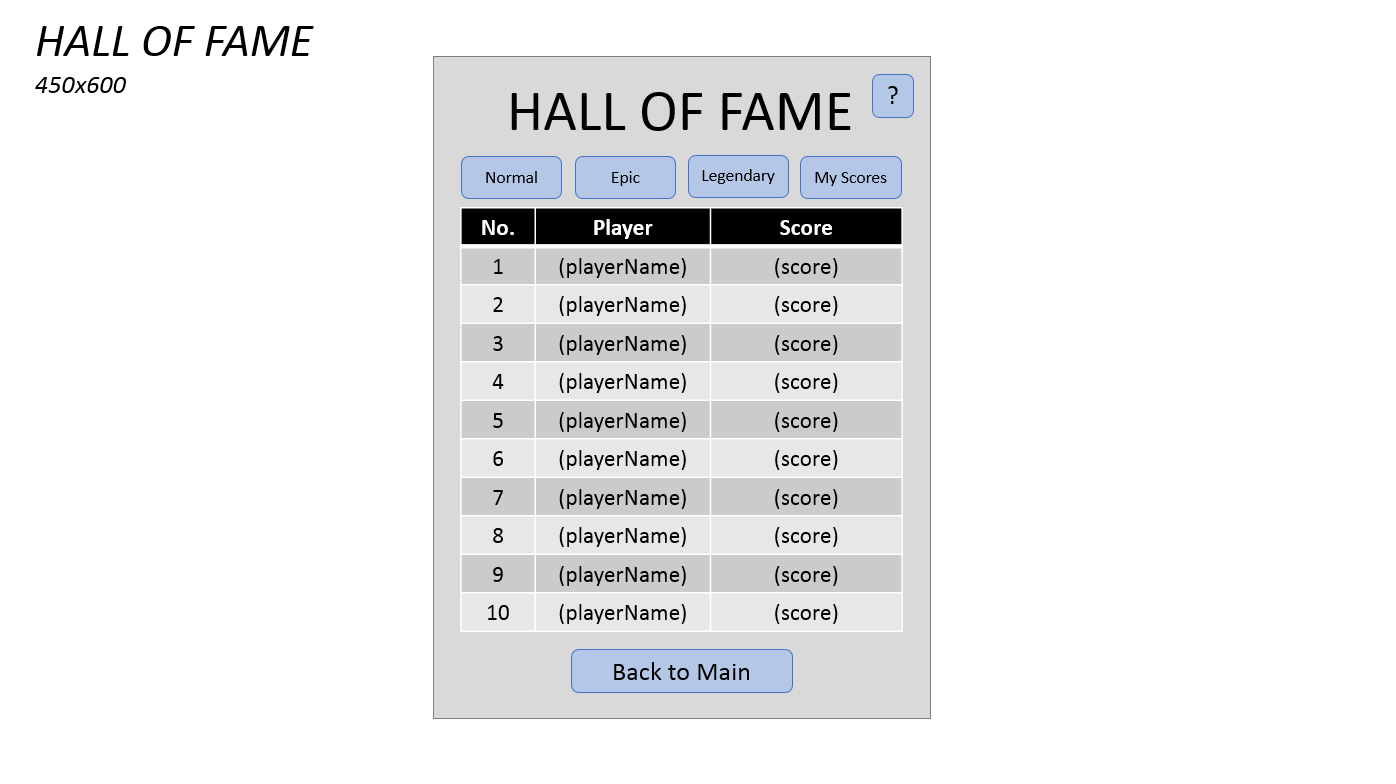 HALL OF FAME
450x600
HALL OF FAME
?
Normal Epic Legendary My Scores
No. Player Score
1 (playerName) (score)
2 (playerName) (score)
3 (playerName) (score)
4 (playerName) (score)
5 (playerName) (score)
6 (playerName) (score)
7 (playerName) (score)
8 (playerName) (score)
9 (playerName) (score)
10 (playerName) (score)
Back to Main